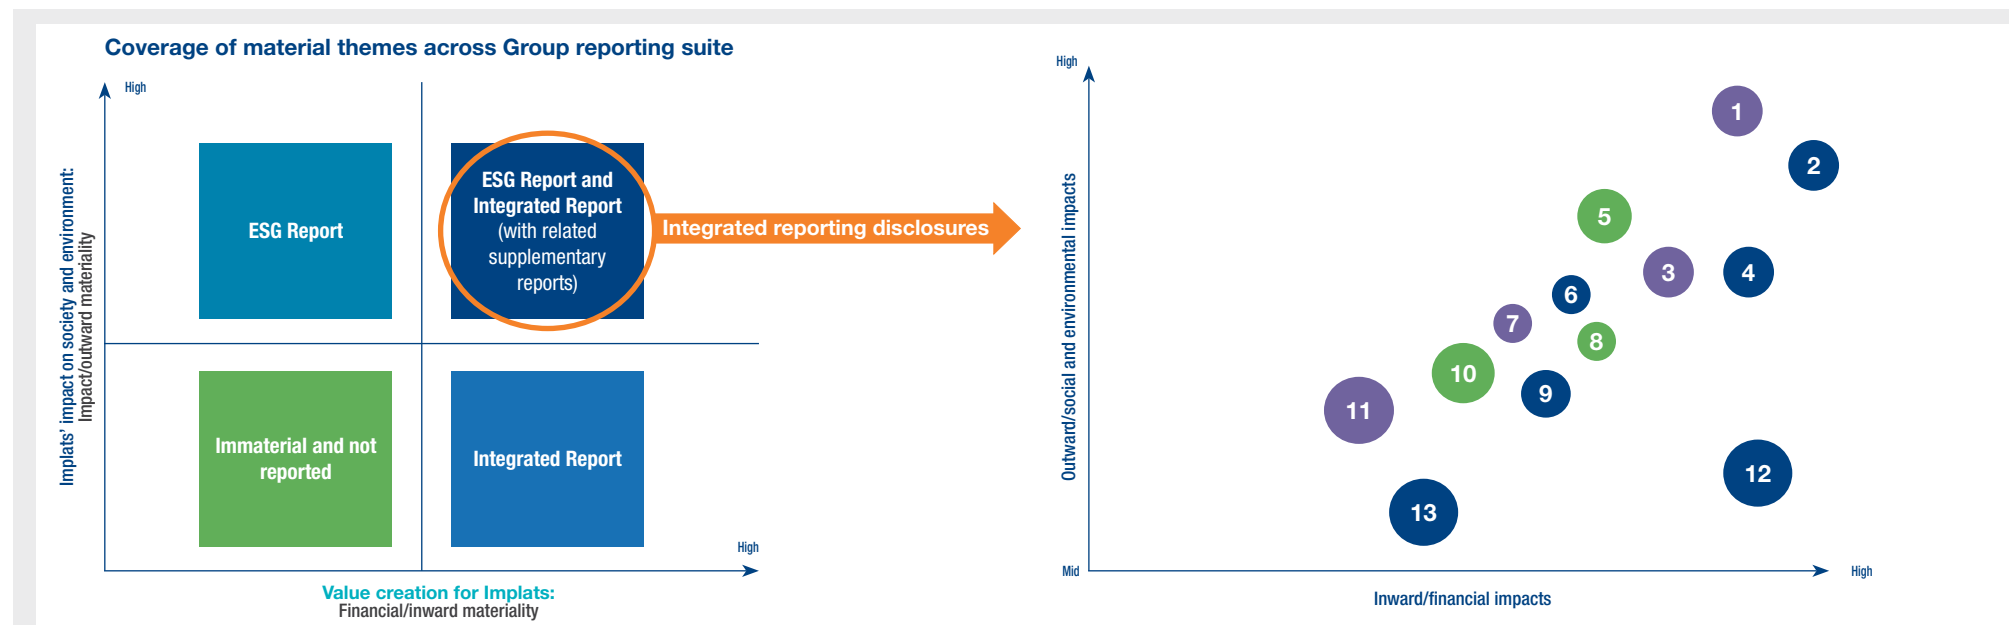 Coverage of material themes across Group reporting suite
High
Implats' impact on society and environment:
Impact/outward materiality
ESG Report
ESG Report and
Integrated Report
(with related
supplementary
reports)
Immaterial and not
reported
Integrated Report
High
Value creation for Implats:
Financial/inward materiality
Integrated reporting disclosures
High
Outward/social and environmental impacts
1
2
5
3
4
6
7
8
10
9
11
12
13
Mid
High
Inward/financial impacts